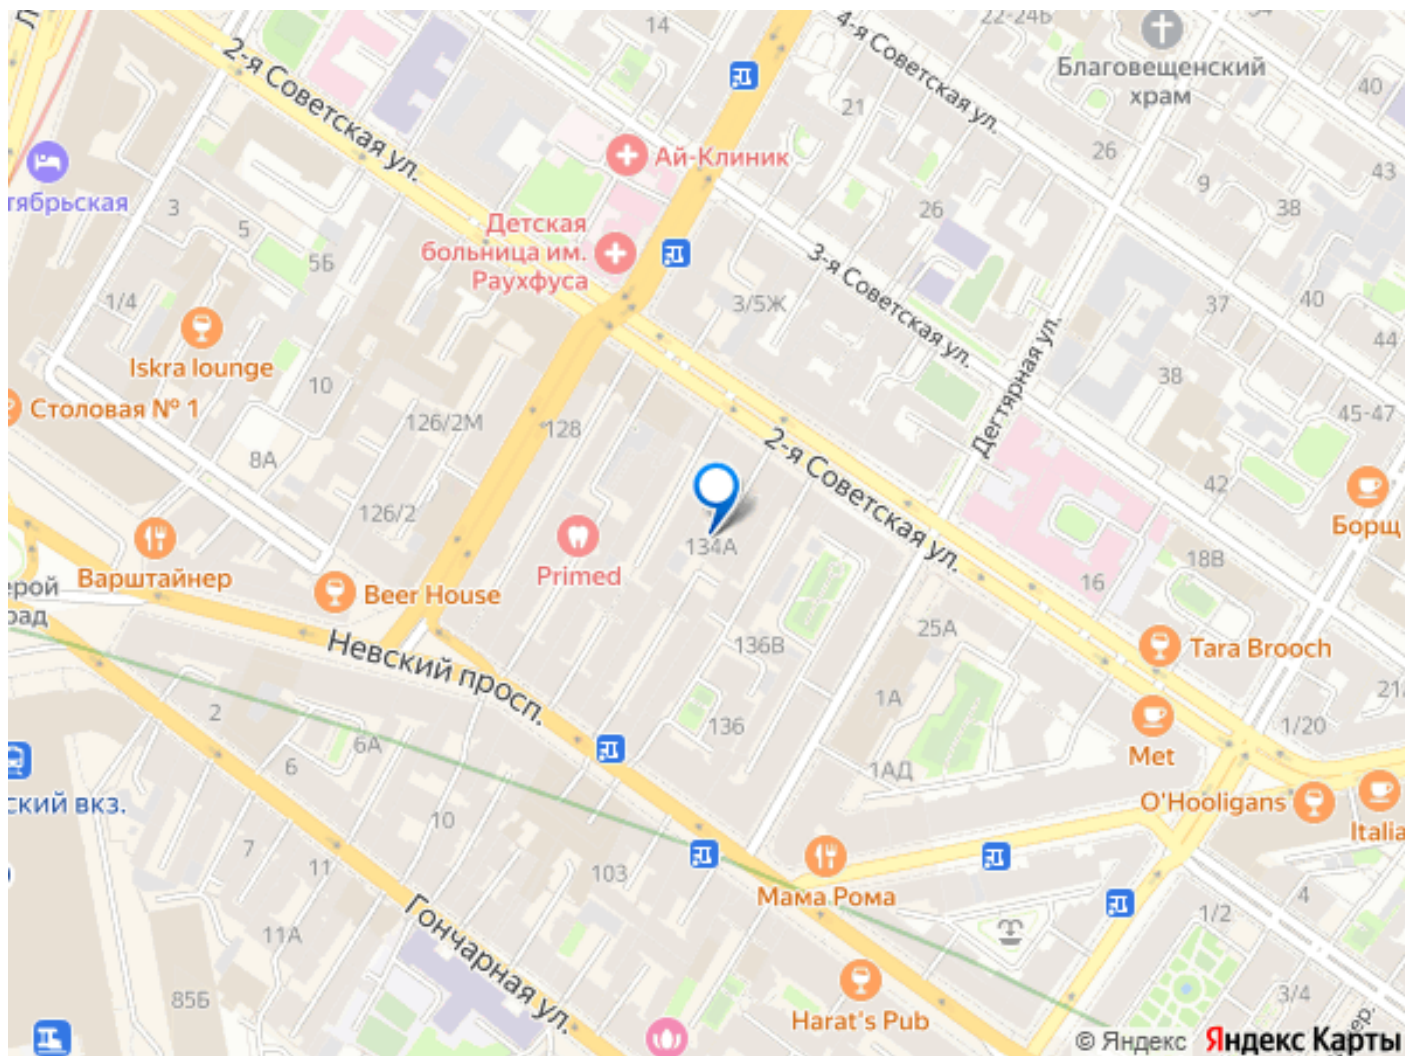 14
22-24Б
4-я Советская ул.
Благовещенский
храм
40
2-я Советская ул.
21
26
43
Ай-Клиник
9
38
тябрьская
3
5
5Б
Детская
больница им.
Раухфуса
26
3-я Советская ул.
3/5Ж
37
40
44
1/4
Iskra lounge
10
Дегтярная ул.
38
45-47
Столовая № 1
126/2М
128
8А
2-я Советская ул.
42
Борщ
126/2
134А
Варштайнер
Primed
18В
16
Beer House
ерой
рад
Невский просп.
136В
25А
Tara Brooch
1А
21
2
6А
136
1/20
Met
6
1АД
ский вкз.
O'Hooligans
Italia
10
7
11
103
Мама Рома
4
Гончарная ул.
1/2
11А
85Б
3/4
Harat's Pub
пер.
© Яндекс Яндекс Карты